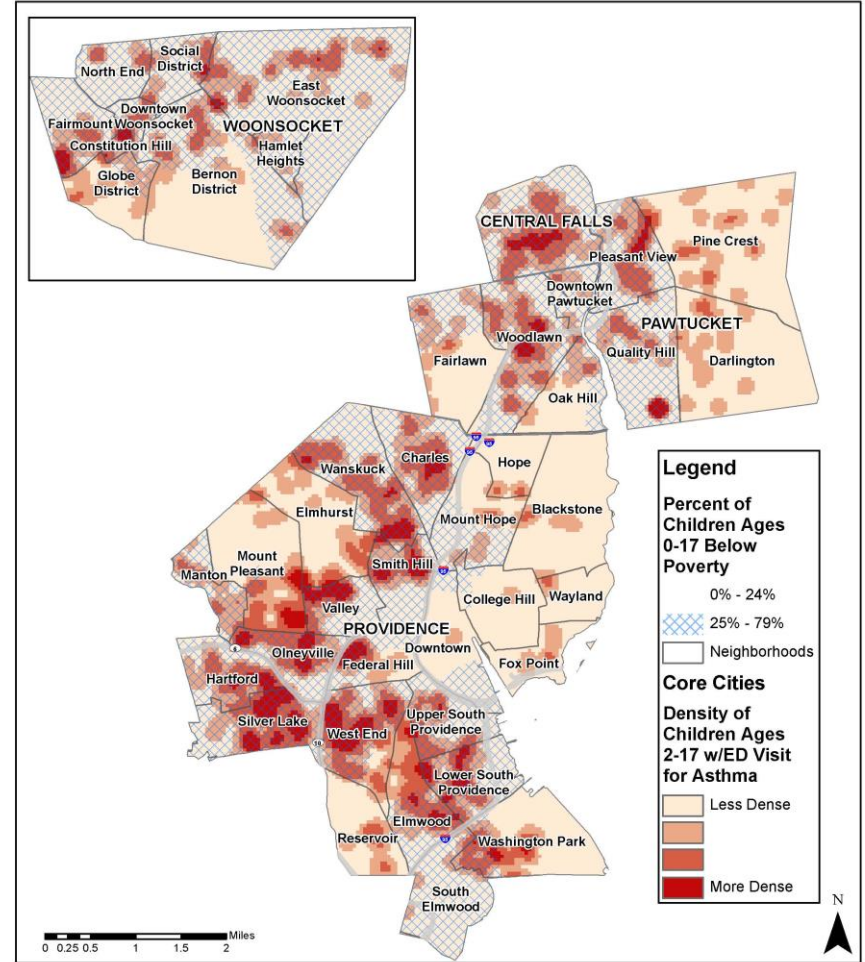 North End
Social
District
East
Woonsocket
Downtown
Woonsocket
Fairmount
WOONSOCKET
Constitution Hill
Hamlet
Heights
Globe
District
Bernon
District
CENTRAL FALLS
Pine Crest
Pleasant View
Downtown
Pawtucket
PAWTUCKET
Woodlawn
Quality Hill
Fairlawn
Darlington
Oak Hill
Charles
Hope
Wanskuck
Blackstone
Elmhurst
Mount Hope
Mount
Pleasant
Smith Hill
Manton
College Hill
Wayland
Valley
PROVIDENCE
Downtown
Olneyville
Federal Hill
Fox Point
Hartford
Upper South
Providence
Silver Lake
West End
Lower South
Providence
Elmwood
Reservoir
Washington Park
South
Elmwood
95
95
95
95
6
10
Legend
Percent of
Children Ages
0-17 Below
Poverty
0% - 24%
25% - 79%
Neighborhoods
Core Cities
Density of
Children Ages
2-17 w/ED Visit
for Asthma
Less Dense
More Dense
N
Miles
0 0.25 0.5 1 1.5 2